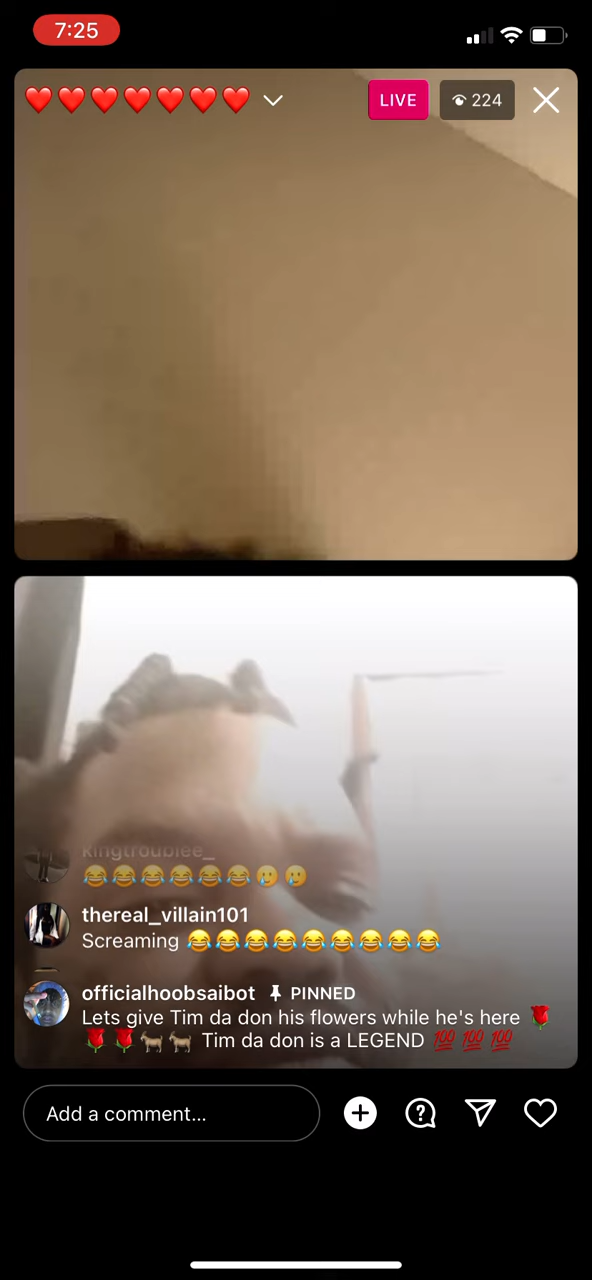 7:25
❤️❤️❤️❤️❤️❤️❤️
LIVE 224
kingtroublee_
😂😂😂😂😂😂🥲🥲
thereal_villain101
Screaming 😂😂😂😂😂😂😂😂😂
officialhoobsaibot PINNED
Lets give Tim da don his flowers while he's here 🌹
🌹🌹🐐🐐 Tim da don is a LEGEND 💯💯💯
Add a comment...